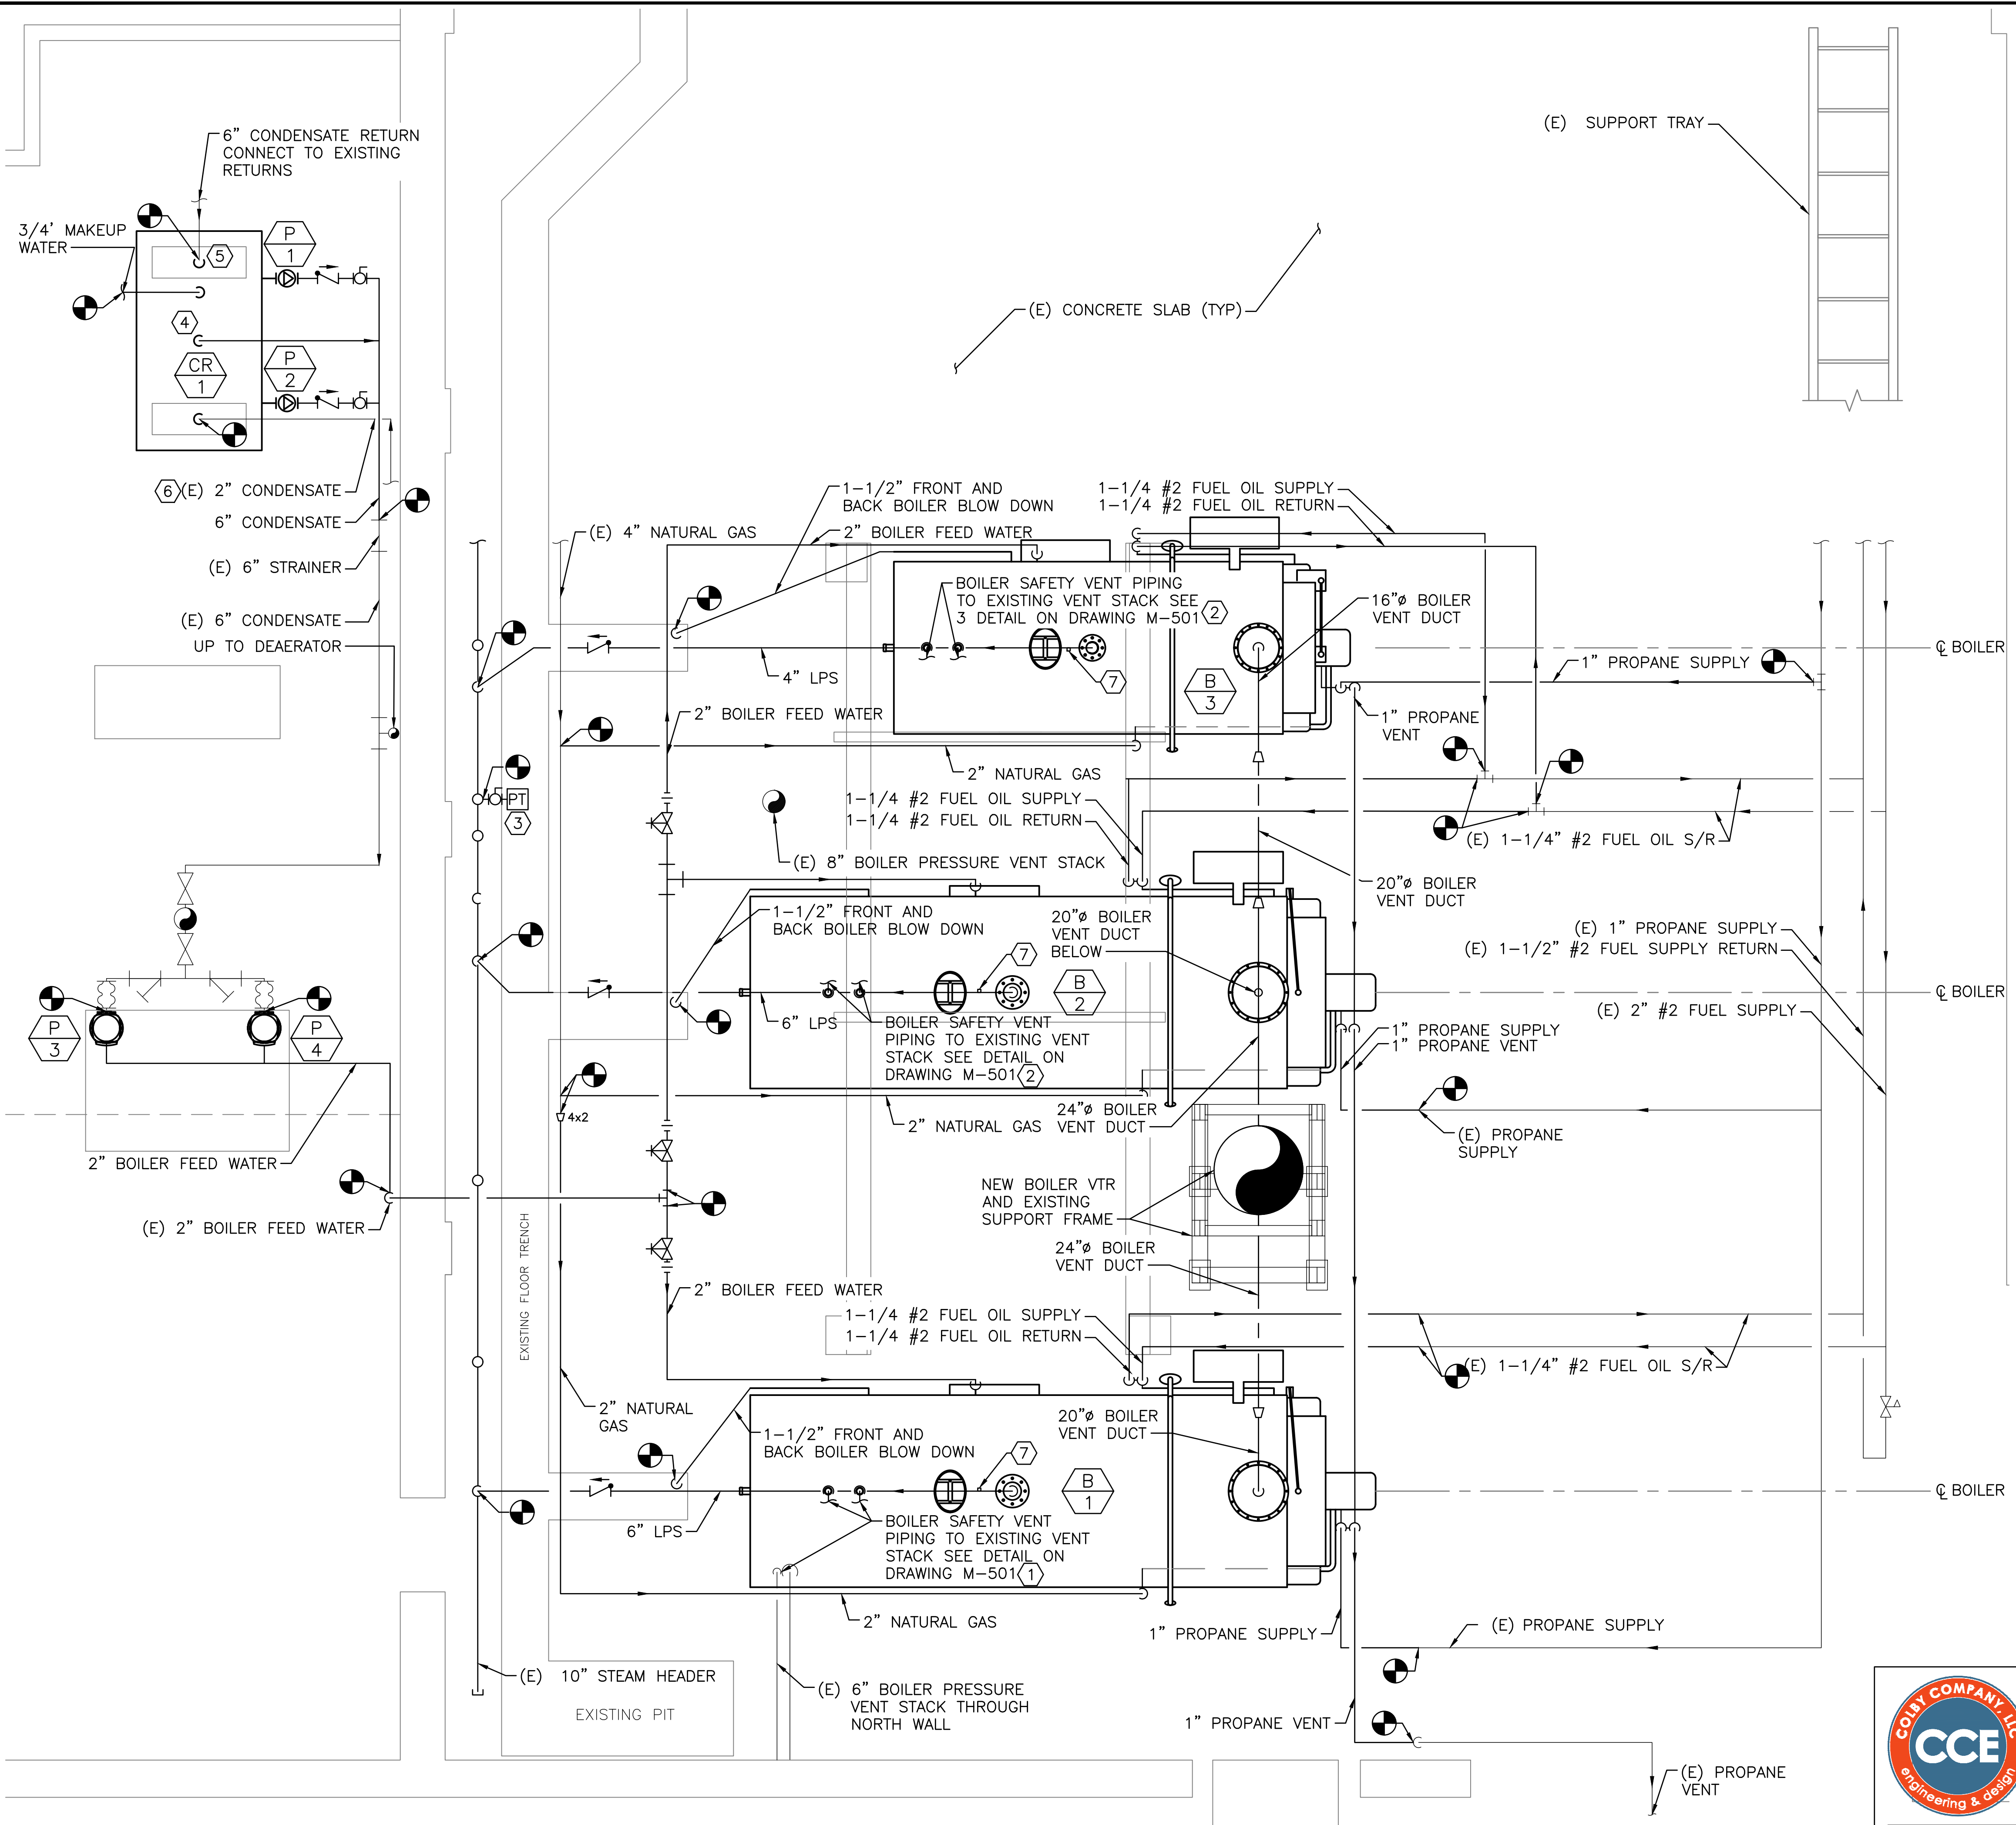 (E) SUPPORT TRAY
6” CONDENSATE RETURN
CONNECT TO EXISTING
RETURNS
3/4' MAKEUP
WATER
5
P
1
4
CR
1
P
2
(E) CONCRETE SLAB (TYP)
6
(E) 2” CONDENSATE
6” CONDENSATE
(E) 6” STRAINER
(E) 6” CONDENSATE
UP TO DEAERATOR
(E) 4” NATURAL GAS
1-1/2” FRONT AND
BACK BOILER BLOW DOWN
2” BOILER FEED WATER
1-1/4 #2 FUEL OIL SUPPLY
1-1/4 #2 FUEL OIL RETURN
BOILER SAFETY VENT PIPING
TO EXISTING VENT STACK SEE
3 DETAIL ON DRAWING M-501
2
16”ø BOILER
VENT DUCT
4” LPS
7
B
3
℄ BOILER
1” PROPANE SUPPLY
1” PROPANE
VENT
2” BOILER FEED WATER
2” NATURAL GAS
PT
3
1-1/4 #2 FUEL OIL SUPPLY
1-1/4 #2 FUEL OIL RETURN
(E) 1-1/4” #2 FUEL OIL S/R
(E) 8” BOILER PRESSURE VENT STACK
20”ø BOILER
VENT DUCT
1-1/2” FRONT AND
BACK BOILER BLOW DOWN
20”ø BOILER
VENT DUCT
BELOW
(E) 1” PROPANE SUPPLY
(E) 1-1/2” #2 FUEL SUPPLY RETURN
7
B
2
℄ BOILER
(E) 2” #2 FUEL SUPPLY
6” LPS
BOILER SAFETY VENT
PIPING TO EXISTING VENT
STACK SEE DETAIL ON
DRAWING M-501
2
1” PROPANE SUPPLY
1” PROPANE VENT
P
3
P
4
4x2
2” NATURAL GAS
24”ø BOILER
VENT DUCT
(E) PROPANE
SUPPLY
2” BOILER FEED WATER
(E) 2” BOILER FEED WATER
NEW BOILER VTR
AND EXISTING
SUPPORT FRAME
24”ø BOILER
VENT DUCT
EXISTING FLOOR TRENCH
2” BOILER FEED WATER
1-1/4 #2 FUEL OIL SUPPLY
1-1/4 #2 FUEL OIL RETURN
(E) 1-1/4” #2 FUEL OIL S/R
2” NATURAL
GAS
1-1/2” FRONT AND
BACK BOILER BLOW DOWN
20”ø BOILER
VENT DUCT
7
B
1
℄ BOILER
6” LPS
BOILER SAFETY VENT
PIPING TO EXISTING VENT
STACK SEE DETAIL ON
DRAWING M-501
1
2” NATURAL GAS
1” PROPANE SUPPLY
(E) PROPANE SUPPLY
(E) 10” STEAM HEADER
EXISTING PIT
(E) 6” BOILER PRESSURE
VENT STACK THROUGH
NORTH WALL
1” PROPANE VENT
(E) PROPANE
VENT
COLBY COMPANY, LLC
CCE
engineering & design